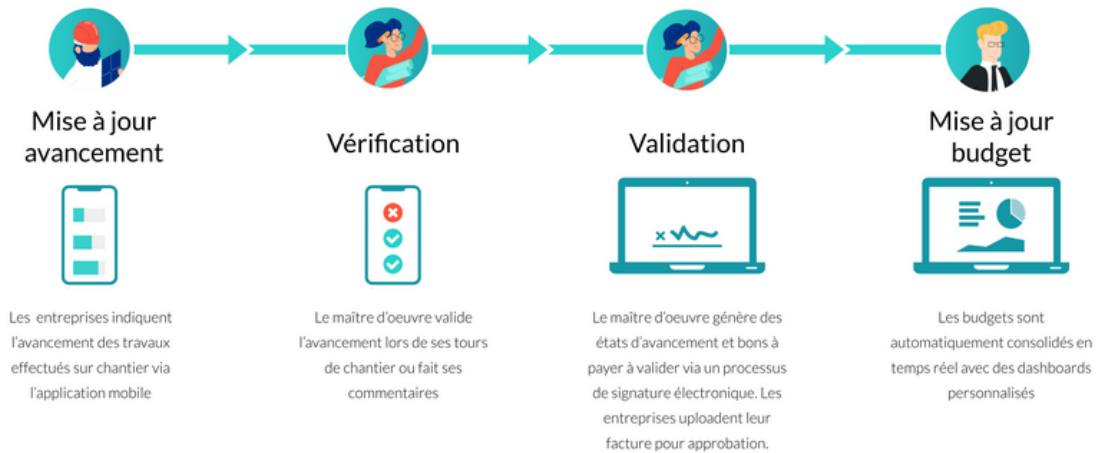 Mise à jour
avancement
Vérification
Validation
Mise à jour
budget
Les entreprises indiquent
l'avancement des travaux
effectués sur chantier via
l'application mobile
Le maître d'oeuvre valide
l'avancement lors de ses tours
de chantier ou fait ses
commentaires
Le maître d'oeuvre génère des
états d'avancement et bons à
payer à valider via un processus
de signature électronique. Les
entreprises uploadent leur
facture pour approbation.
Les budgets sont
automatiquement consolidés en
temps réel avec des dashboards
personnalisés